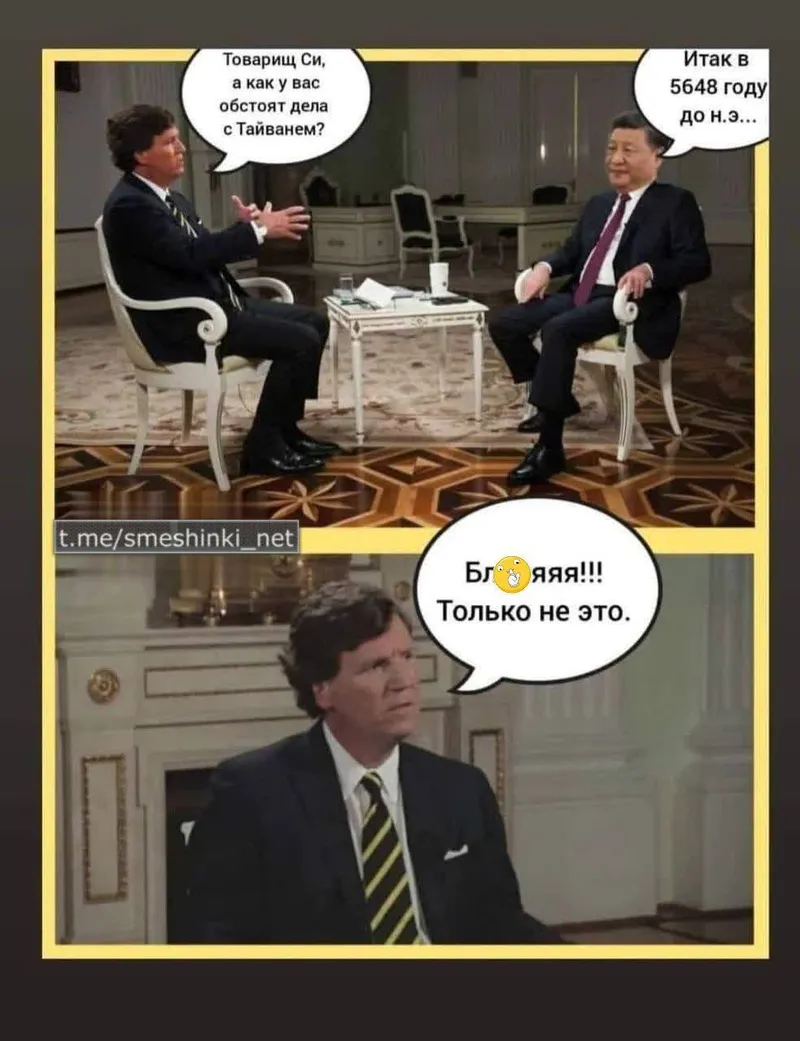 Товарищ Си,
а как у вас
обстоят дела
с Тайванем?
Итак в
5648 году
до н.э...
t.me/smeshinki_net
Бл яяя!!!
Только не это.